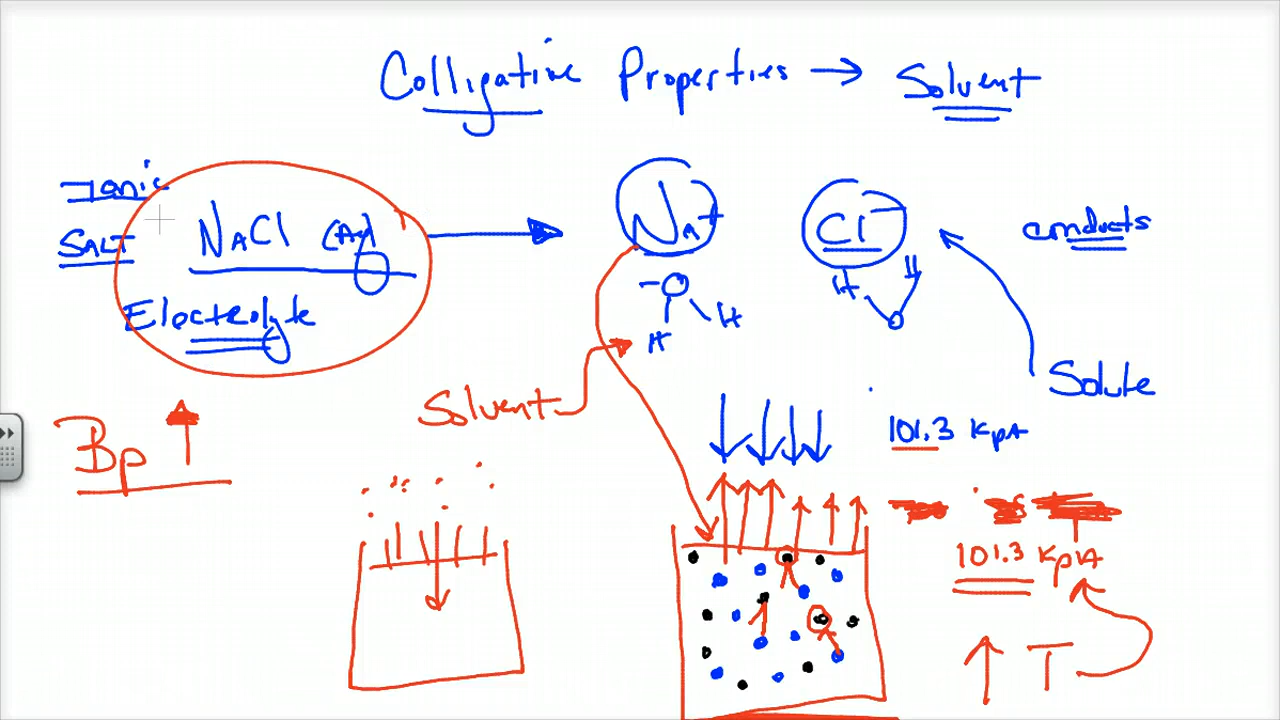 Colligative Properties → Solvent
Ionic
SALT
NaCl (Aq)
Electrolyte
Na+
Cl−
conducts
−O
H
H
H
H
O
Solute
Solvent
Bp ↑
101.3 KpA
101.3 KpA
↑ T